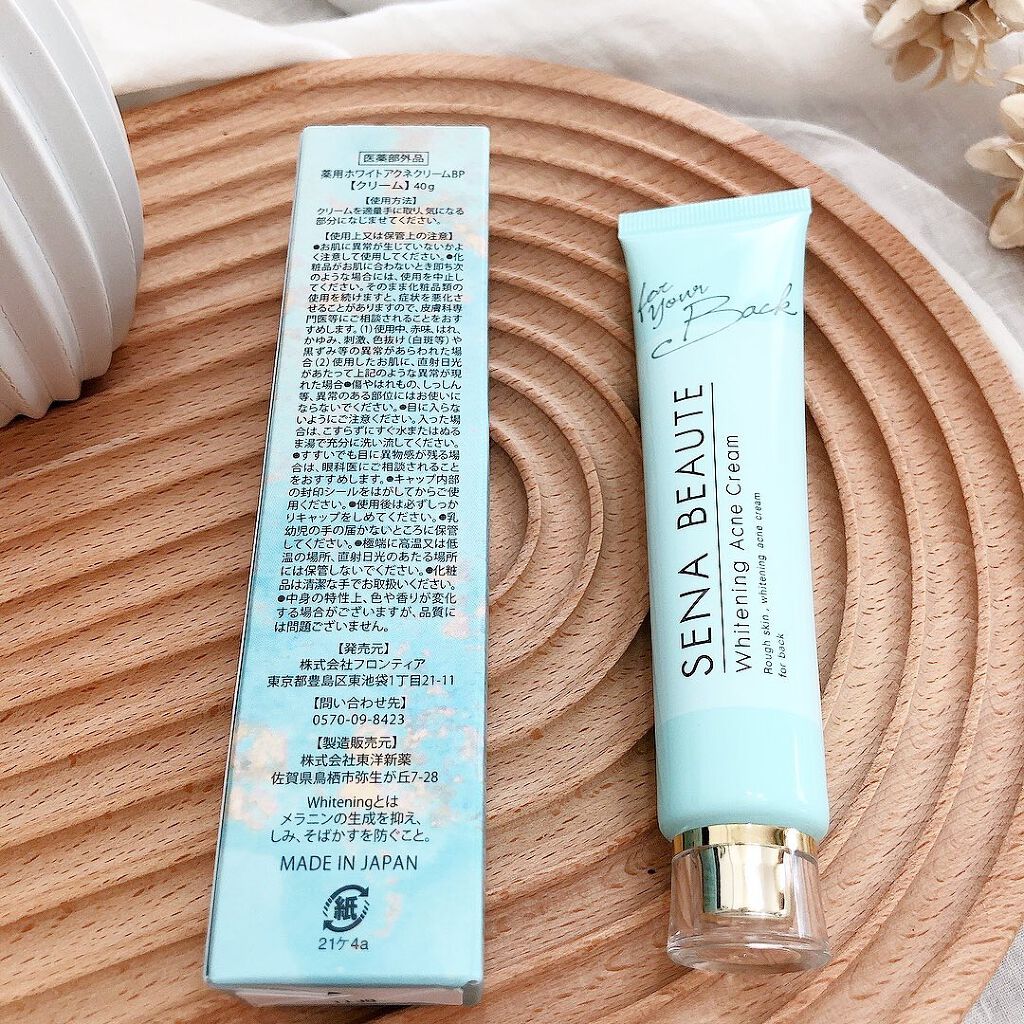 医薬部外品
薬用ホワイトアクネクリームBP
【クリーム】40g
【使用方法】
クリームを適量手に取り、気になる
部分になじませてください。
【使用上又は保管上の注意】
●お肌に異常が生じていないかよ
く注意して使用してください。●化
粧品がお肌に合わないとき即ち次
のような場合には、使用を中止し
てください。そのまま化粧品類の
使用を続けますと、症状を悪化さ
せることがありますので、皮膚科専
門医等にご相談されることをおす
すめします。(1)使用中、赤味、はれ、
かゆみ、刺激、色抜け(白斑等)や
黒ずみ等の異常があらわれた場
合(2)使用したお肌に、直射日光
があたって上記のような異常が現
れた場合●傷やはれもの、しっしん
等、異常のある部位にはお使いに
ならないでください。●目に入らな
いようにご注意ください。入った場
合は、こすらずにすぐ水またはぬる
ま湯で充分に洗い流してください。
●すすいでも目に異物感が残る場
合は、眼科医にご相談されること
をおすすめします。●キャップ内部
の封印シールをはがしてからご使
用ください。●使用後は必ずしっか
りキャップをしめてください。●乳
幼児の手の届かないところに保管
してください。●極端に高温又は低
温の場所、直射日光のあたる場所
には保管しないでください。●化粧
品は清潔な手でお取扱いください。
●中身の特性上、色や香りが変化
する場合がございますが、品質に
は問題ございません。
【発売元】
株式会社フロンティア
東京都豊島区東池袋1丁目21-11
【問い合わせ先】
0570-09-8423
【製造販売元】
株式会社東洋新薬
佐賀県鳥栖市弥生が丘7-28
Whiteningとは
メラニンの生成を抑え、
しみ、そばかすを防ぐこと。
MADE IN JAPAN
紙
21ケ4a
for your
Back
SENA BEAUTE
Whitening Acne Cream
Rough skin , whitening acne cream
for back